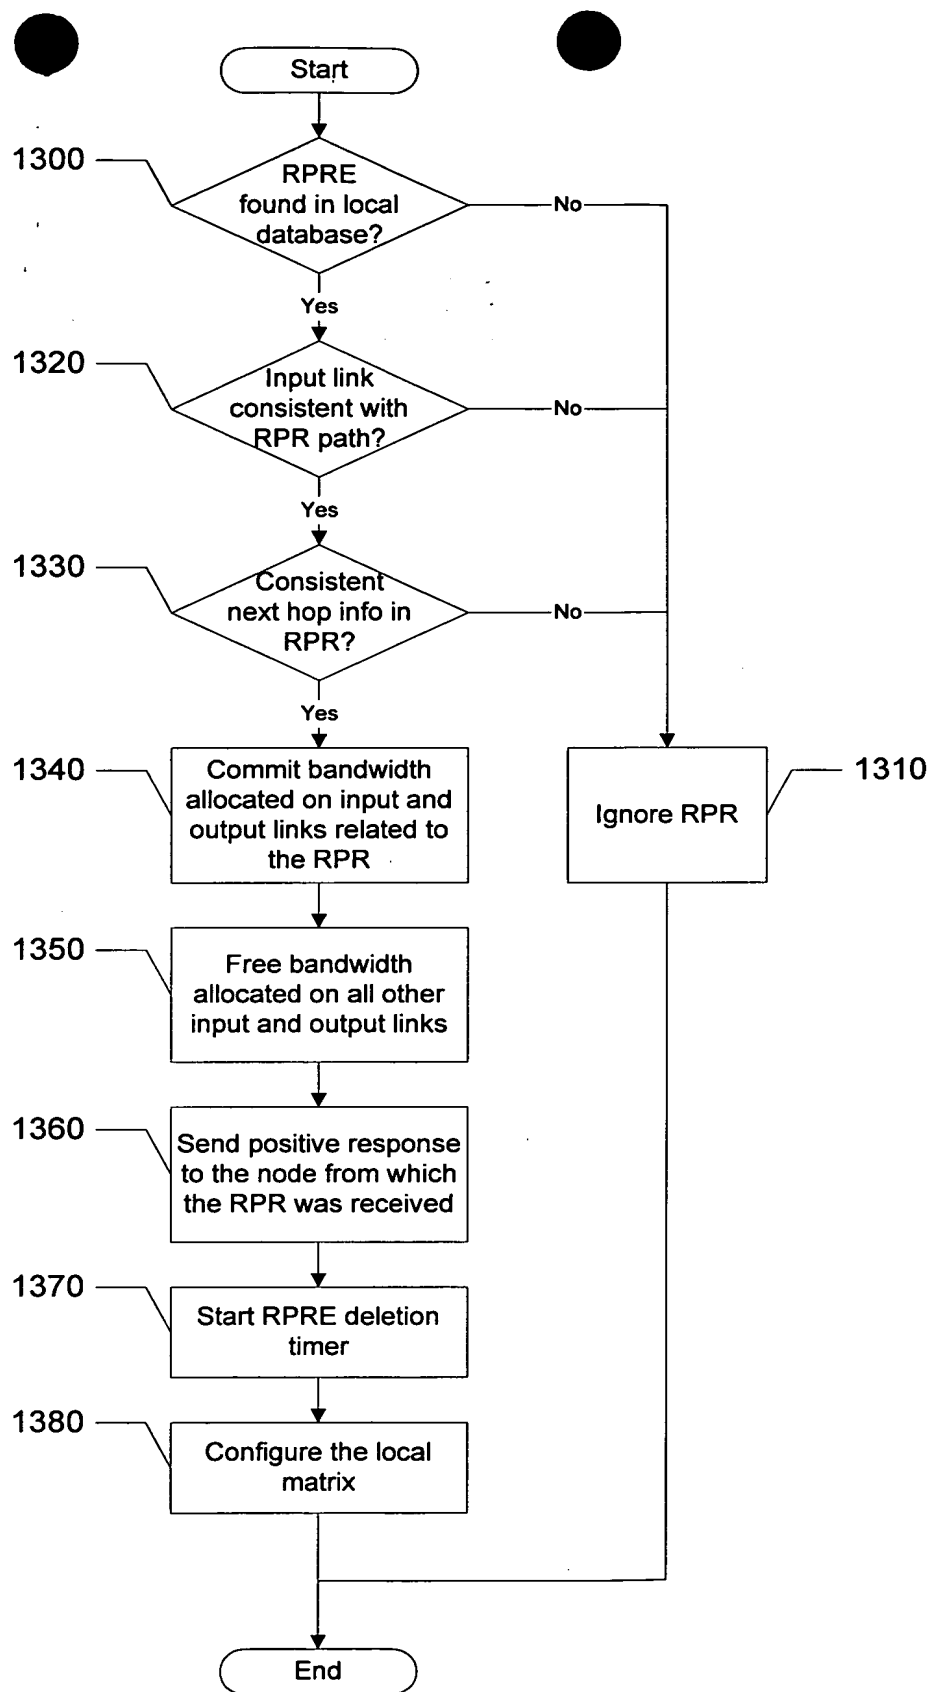 Start
1300
RPRE
found in local
database?
No
Yes
1320
Input link
consistent with
RPR path?
No
Yes
1330
Consistent
next hop info in
RPR?
No
Yes
1340
Commit bandwidth
allocated on input and
output links related to
the RPR
Ignore RPR
1310
1350
Free bandwidth
allocated on all other
input and output links
1360
Send positive response
to the node from which
the RPR was received
1370
Start RPRE deletion
timer
1380
Configure the local
matrix
End